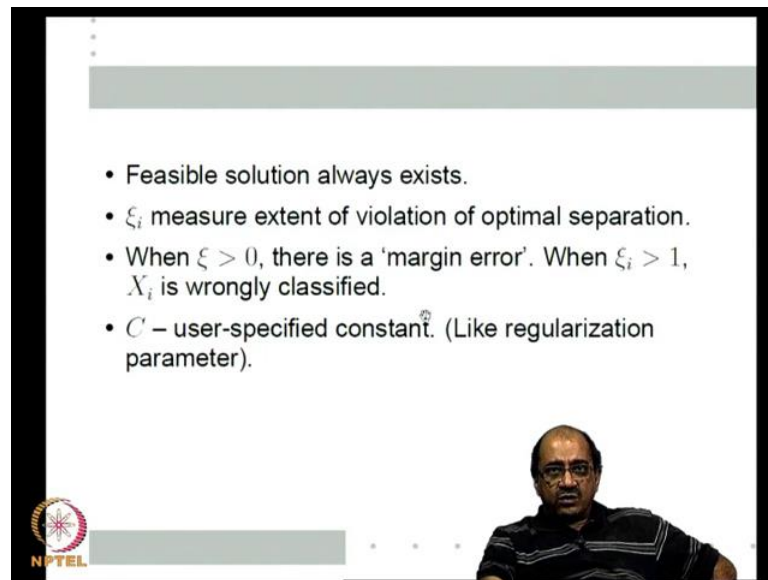 • Feasible solution always exists.
• ξᵢ measure extent of violation of optimal separation.
• When ξ > 0, there is a ‘margin error’. When ξᵢ > 1,
Xᵢ is wrongly classified.
• C – user-specified constant. (Like regularization
parameter).
NPTEL